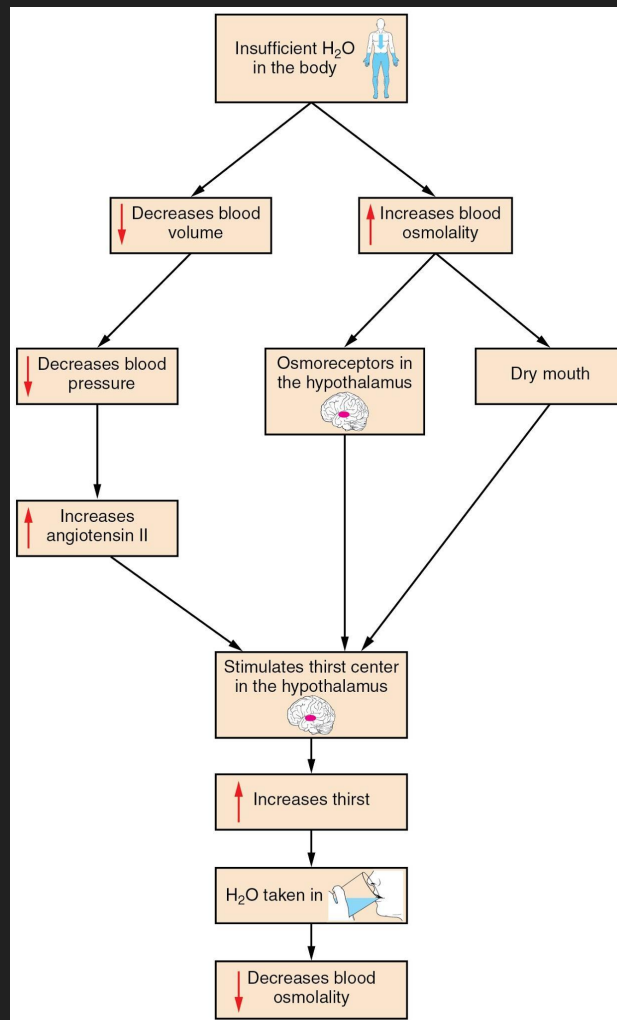 Insufficient H₂O
in the body
Decreases blood
volume
Increases blood
osmolality
Decreases blood
pressure
Osmoreceptors in
the hypothalamus
Dry mouth
Increases
angiotensin II
Stimulates thirst center
in the hypothalamus
Increases thirst
H₂O taken in
Decreases blood
osmolality